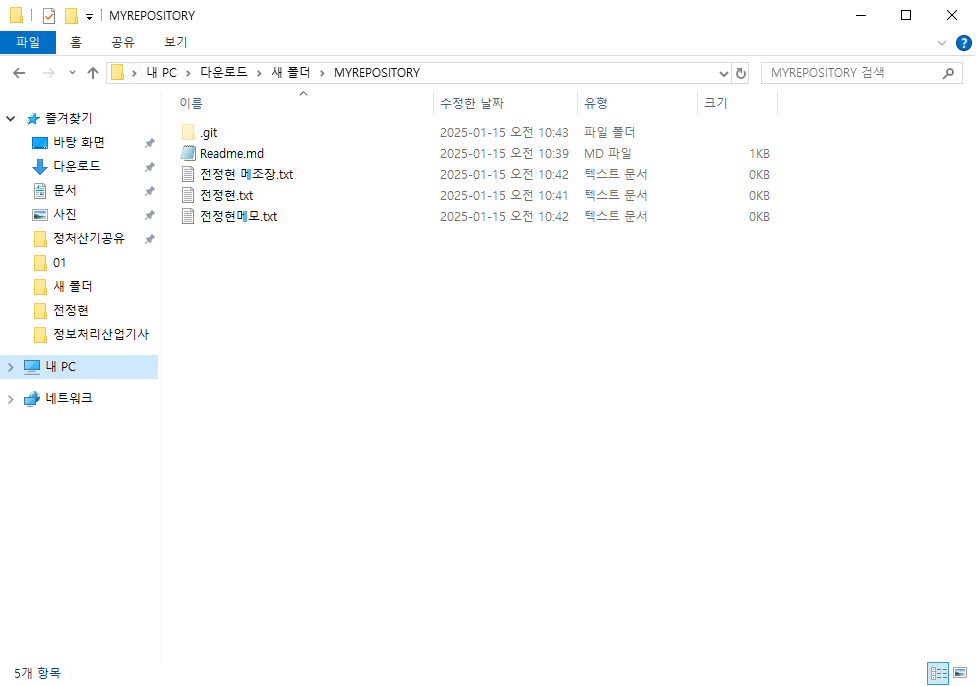 MYREPOSITORY
파일 홈 공유 보기
내 PC 다운로드 새 폴더 MYREPOSITORY MYREPOSITORY 검색
즐겨찾기
바탕 화면
다운로드
문서
사진
정처산기공유
01
새 폴더
전정현
정보처리산업기사
내 PC
네트워크
이름 수정한 날짜 유형 크기
.git 2025-01-15 오전 10:43 파일 폴더
Readme.md 2025-01-15 오전 10:39 MD 파일 1KB
전정현 메조장.txt 2025-01-15 오전 10:42 텍스트 문서 0KB
전정현.txt 2025-01-15 오전 10:41 텍스트 문서 0KB
전정현메모.txt 2025-01-15 오전 10:42 텍스트 문서 0KB
5개 항목